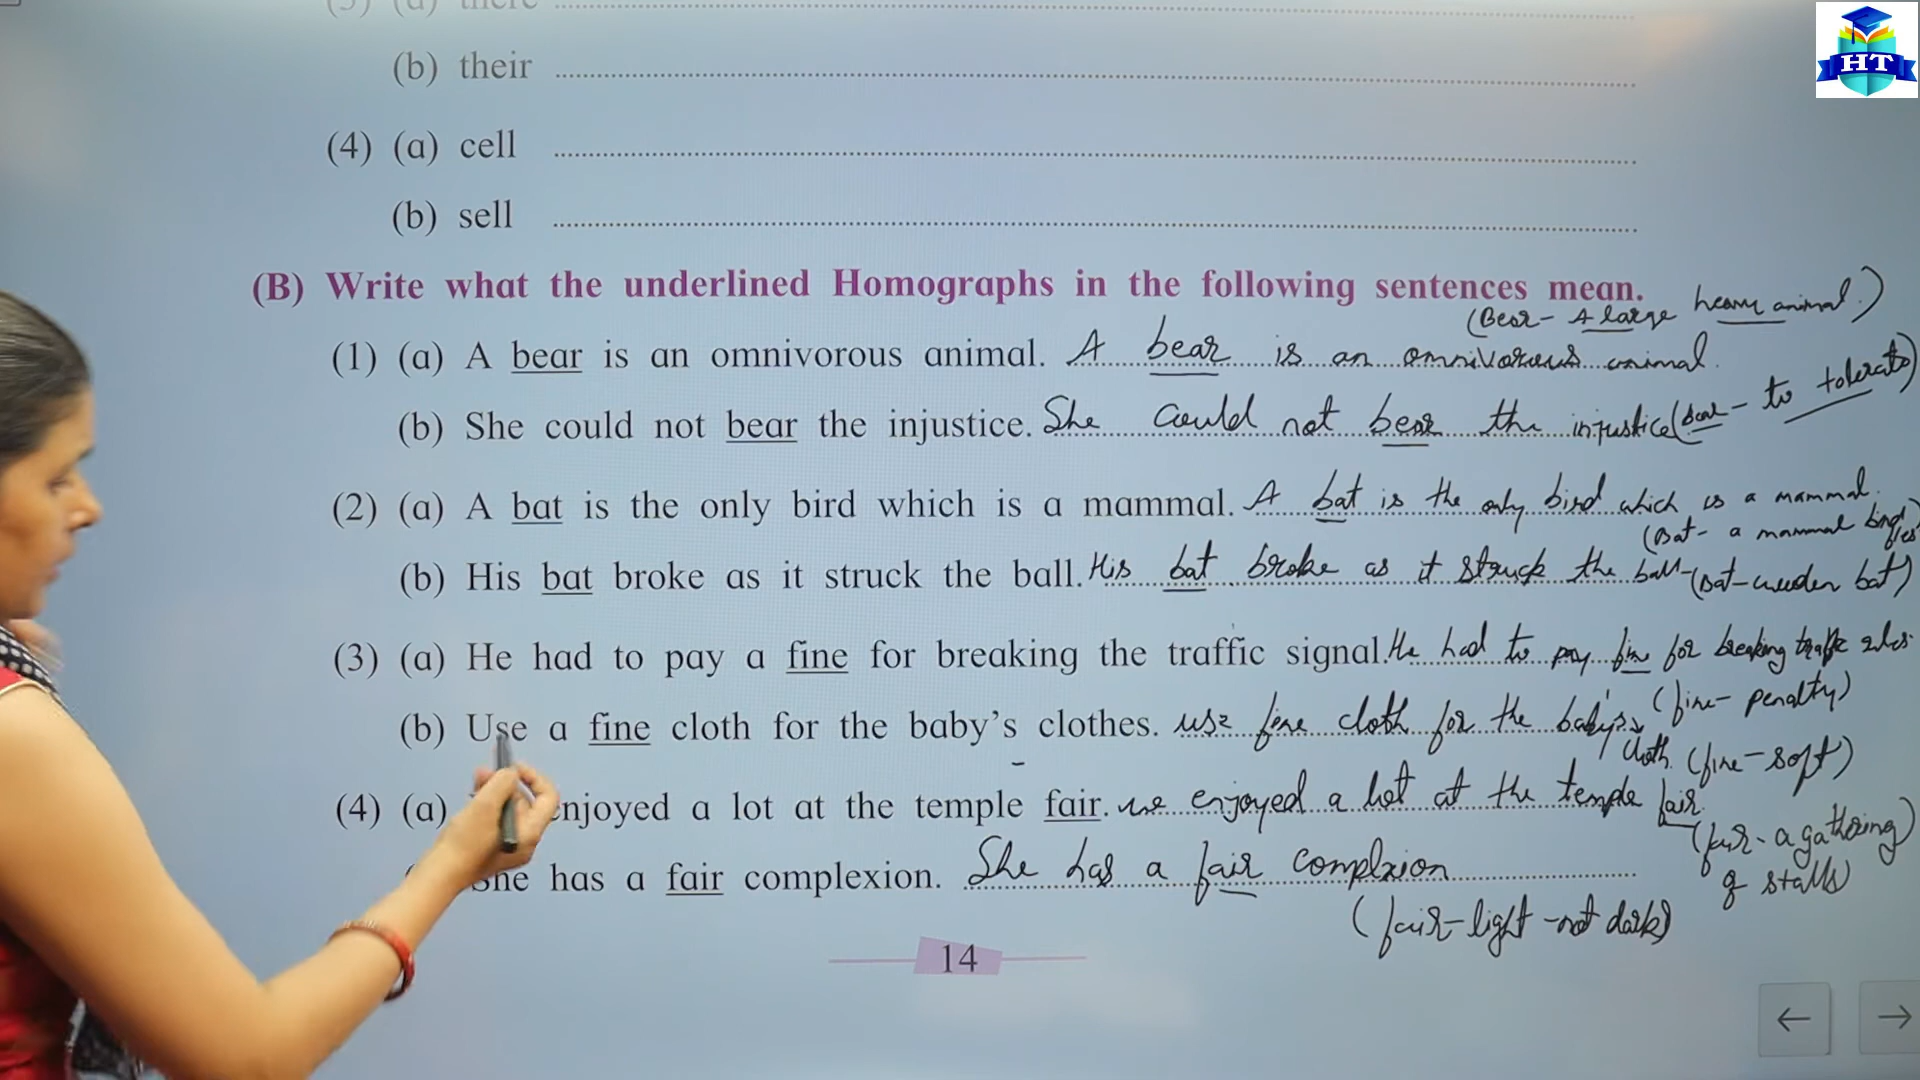 (3) (a) there
HT
(b) their
(4) (a) cell
(b) sell
(B) Write what the underlined Homographs in the following sentences mean.
(Bear- A large heavy animal.)
(1) (a) A bear is an omnivorous animal. A bear is an omnivorous animal.
(b) She could not bear the injustice. She could not bear the injustice (bear - to tolerate)
(2) (a) A bat is the only bird which is a mammal. A bat is the only bird which is a mammal.
(Bat- a mammal
(b) His bat broke as it struck the ball. His bat broke as it struck the ball-(Bat-wooden bat)
(3) (a) He had to pay a fine for breaking the traffic signal. He had to pay fine for breaking traffic rules.
(fine- penalty)
(b) Use a fine cloth for the baby's clothes. use fine cloth for the baby's
cloth. (fine-soft)
(4) (a) enjoyed a lot at the temple fair. we enjoyed a lot at the temple fair.
(fair- a gathering
of stalls)
She has a fair complexion. She has a fair complxion
(fair-light-not dark)
14
← →